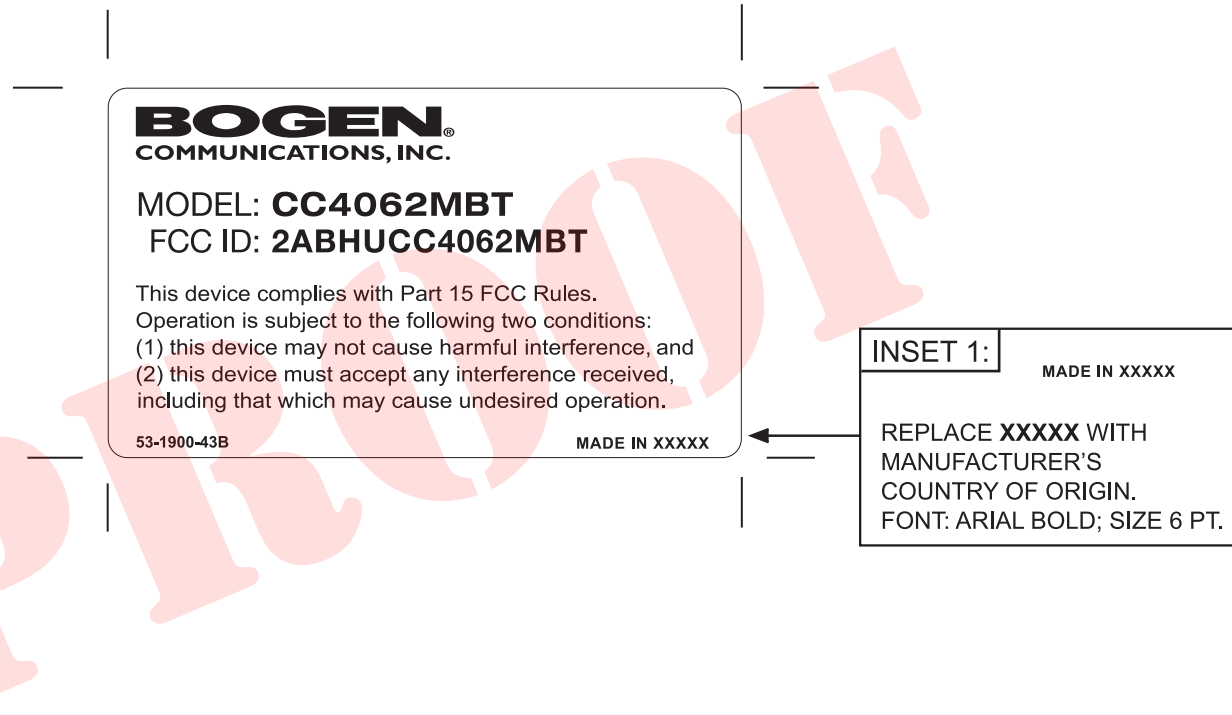 BOGEN®
COMMUNICATIONS, INC.
MODEL: CC4062MBT
FCC ID: 2ABHUCC4062MBT
This device complies with Part 15 FCC Rules.
Operation is subject to the following two conditions:
(1) this device may not cause harmful interference, and
(2) this device must accept any interference received,
including that which may cause undesired operation.
53-1900-43B MADE IN XXXXX
INSET 1:
MADE IN XXXXX
REPLACE XXXXX WITH
MANUFACTURER'S
COUNTRY OF ORIGIN.
FONT: ARIAL BOLD; SIZE 6 PT.
PROOF